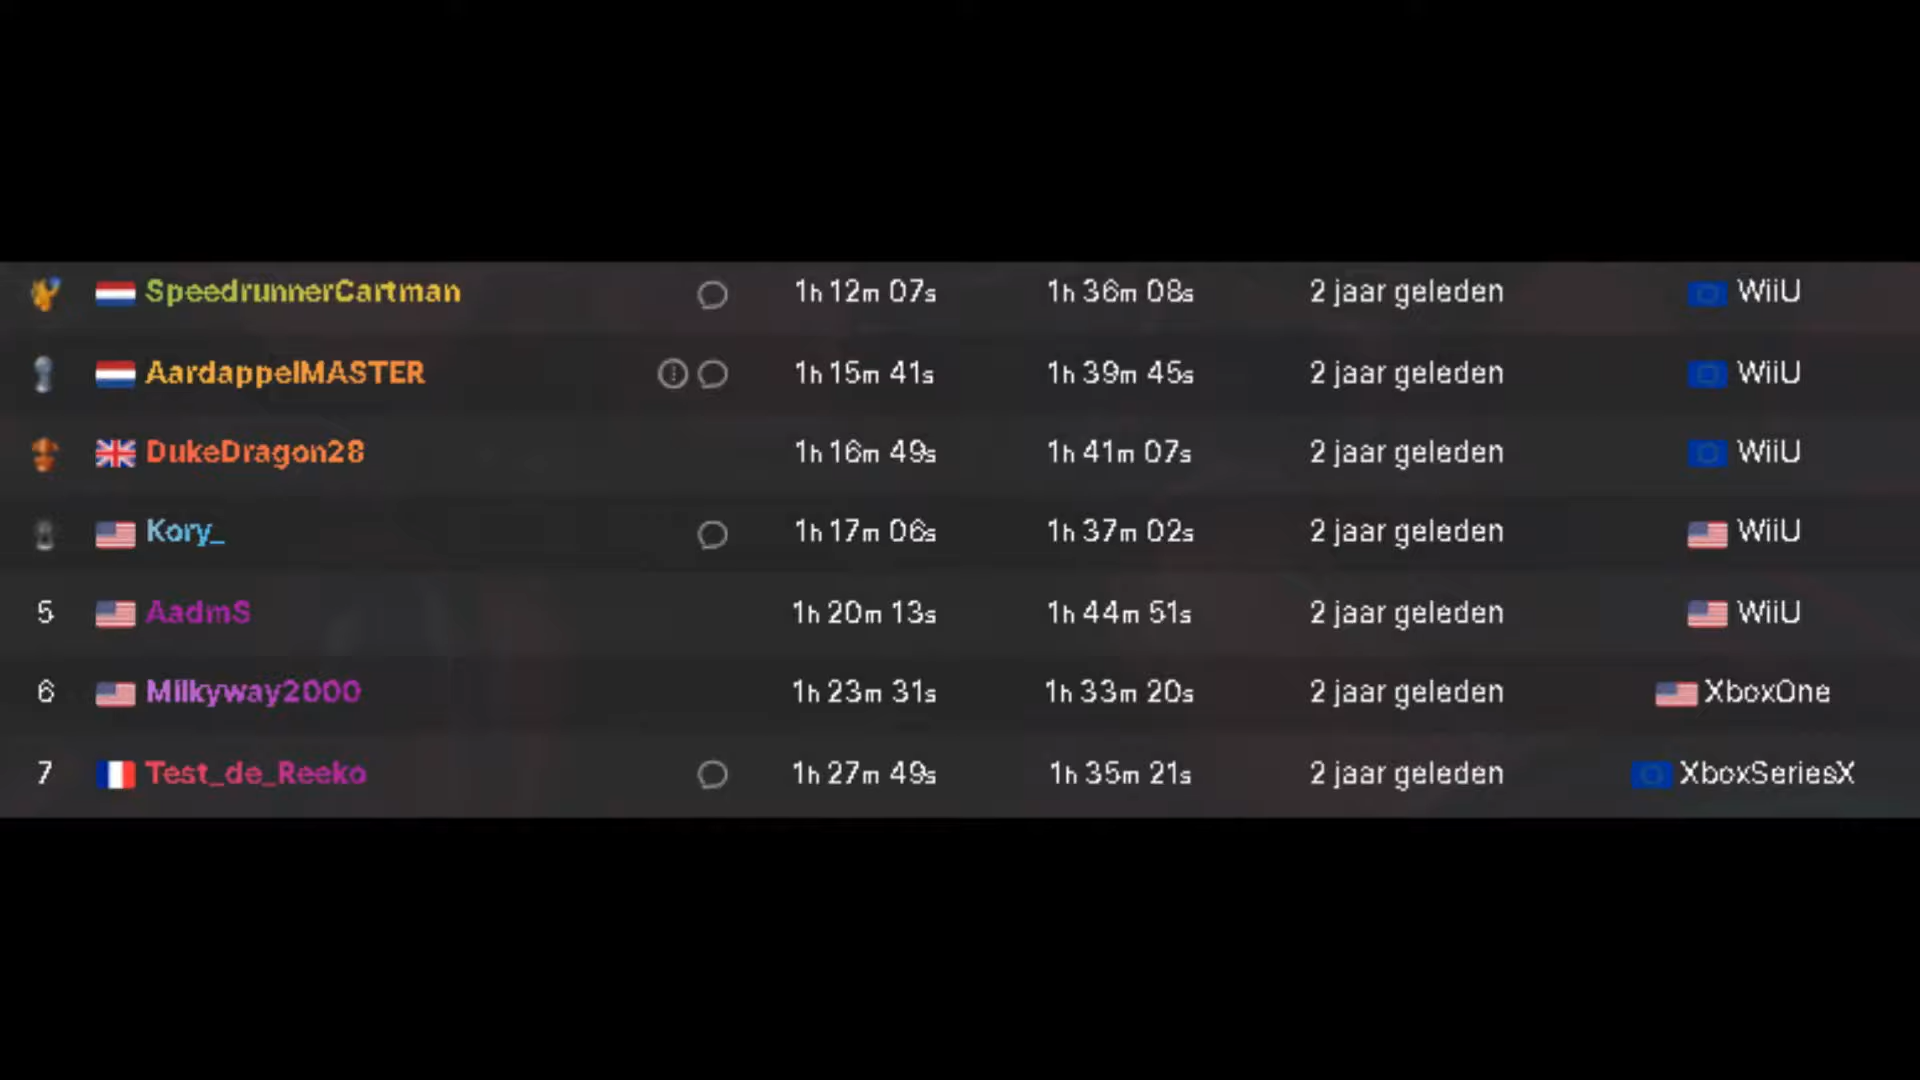 SpeedrunnerCartman 1h 12m 07s 1h 36m 08s 2 jaar geleden WiiU
AardappelMASTER 1h 15m 41s 1h 39m 45s 2 jaar geleden WiiU
DukeDragon28 1h 16m 49s 1h 41m 07s 2 jaar geleden WiiU
Kory_ 1h 17m 06s 1h 37m 02s 2 jaar geleden WiiU
5 AadmS 1h 20m 13s 1h 44m 51s 2 jaar geleden WiiU
6 Milkyway2000 1h 23m 31s 1h 33m 20s 2 jaar geleden XboxOne
7 Test_de_Reeko 1h 27m 49s 1h 35m 21s 2 jaar geleden XboxSeriesX